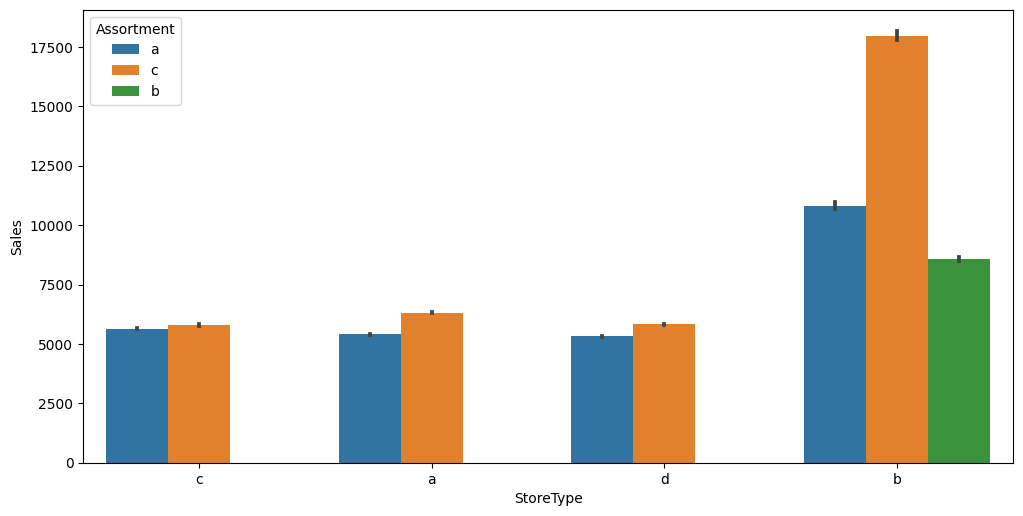 Assortment
a
c
b
17500
15000
12500
10000
7500
5000
2500
0
Sales
c a d b
StoreType